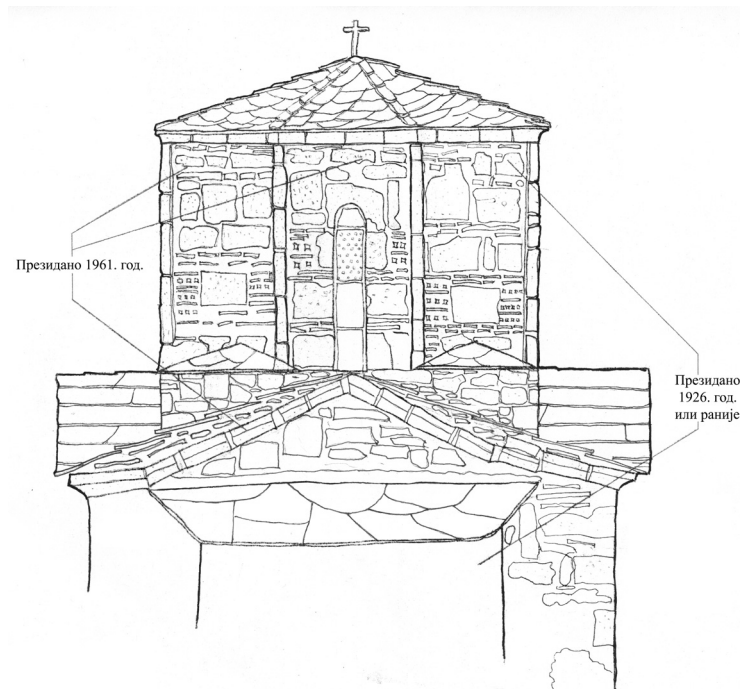 Президано 1961. год.
Президано
1926. год.
или раније